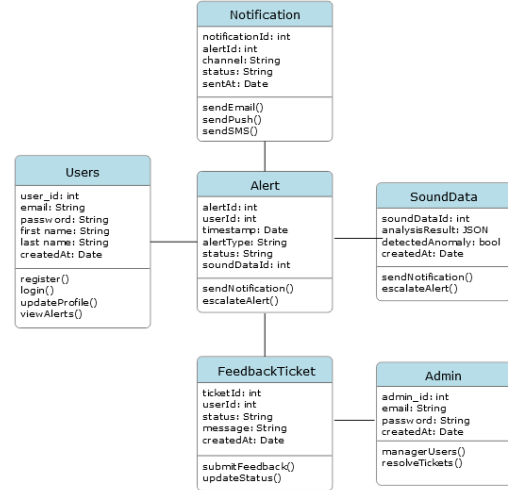 Notification
notificationId: int
alertId: int
channel: String
status: String
sentAt: Date
sendEmail()
sendPush()
sendSMS()
Users
user_id: int
email: String
password: String
first name: String
last name: String
createdAt: Date
register()
login()
updateProfile()
viewAlerts()
Alert
alertId: int
userId: int
timestamp: Date
alertType: String
status: String
soundDataId: int
sendNotification()
escalateAlert()
SoundData
soundDataId: int
analysisResult: JSON
detectedAnomaly: bool
createdAt: Date
sendNotification()
escalateAlert()
FeedbackTicket
ticketId: int
userId: int
status: String
message: String
createdAt: Date
submitFeedback()
updateStatus()
Admin
admin_id: int
email: String
password: String
createdAt: Date
managerUsers()
resolveTickets()